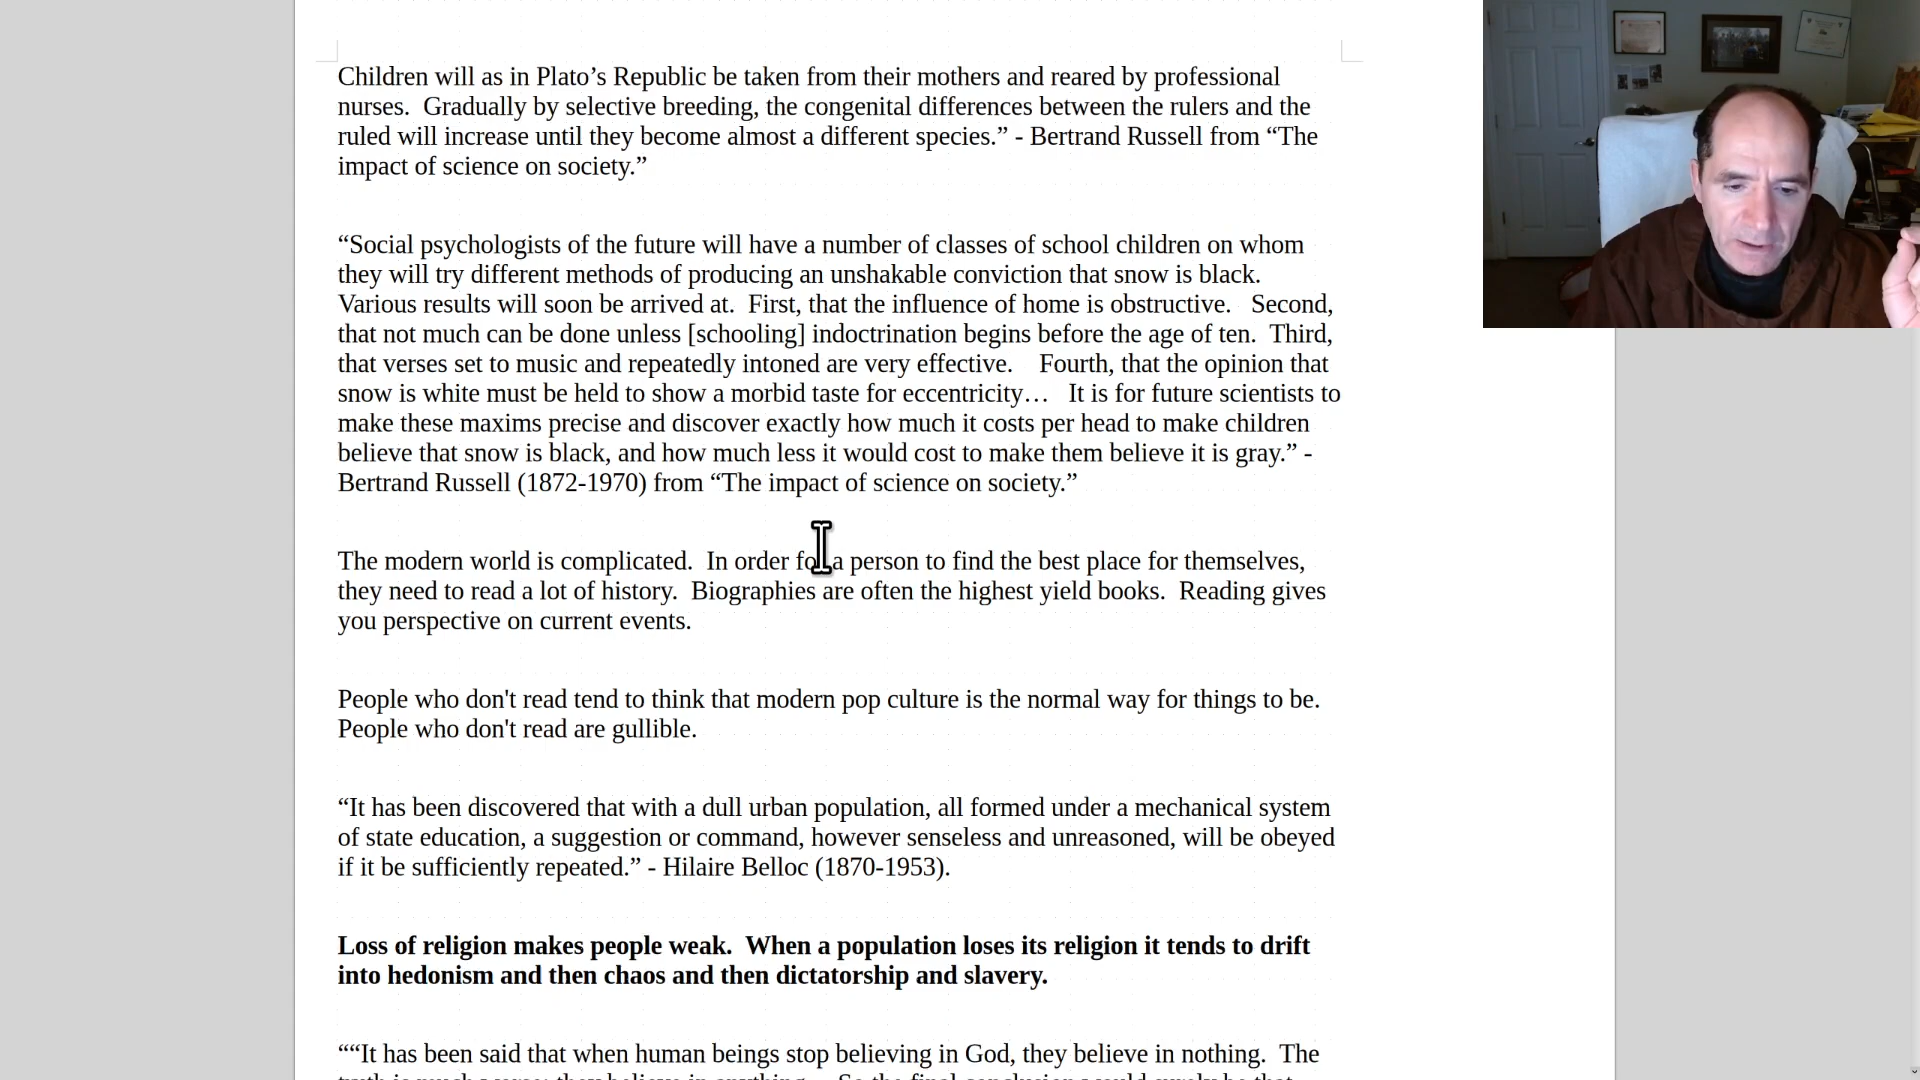 Children will as in Plato’s Republic be taken from their mothers and reared by professional
nurses.  Gradually by selective breeding, the congenital differences between the rulers and the
ruled will increase until they become almost a different species.” - Bertrand Russell from “The
impact of science on society.”
“Social psychologists of the future will have a number of classes of school children on whom
they will try different methods of producing an unshakable conviction that snow is black.
Various results will soon be arrived at.  First, that the influence of home is obstructive.   Second,
that not much can be done unless [schooling] indoctrination begins before the age of ten.  Third,
that verses set to music and repeatedly intoned are very effective.    Fourth, that the opinion that
snow is white must be held to show a morbid taste for eccentricity…   It is for future scientists to
make these maxims precise and discover exactly how much it costs per head to make children
believe that snow is black, and how much less it would cost to make them believe it is gray.” -
Bertrand Russell (1872-1970) from “The impact of science on society.”
The modern world is complicated.  In order for a person to find the best place for themselves,
they need to read a lot of history.  Biographies are often the highest yield books.  Reading gives
you perspective on current events.
People who don't read tend to think that modern pop culture is the normal way for things to be.
People who don't read are gullible.
“It has been discovered that with a dull urban population, all formed under a mechanical system
of state education, a suggestion or command, however senseless and unreasoned, will be obeyed
if it be sufficiently repeated.” - Hilaire Belloc (1870-1953).
Loss of religion makes people weak.  When a population loses its religion it tends to drift
into hedonism and then chaos and then dictatorship and slavery.
““It has been said that when human beings stop believing in God, they believe in nothing.  The